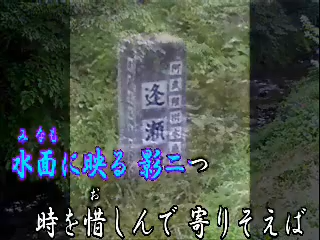 逢瀬
みなも
水面に映る 影二つ
お
時を惜しんで 寄りそえば